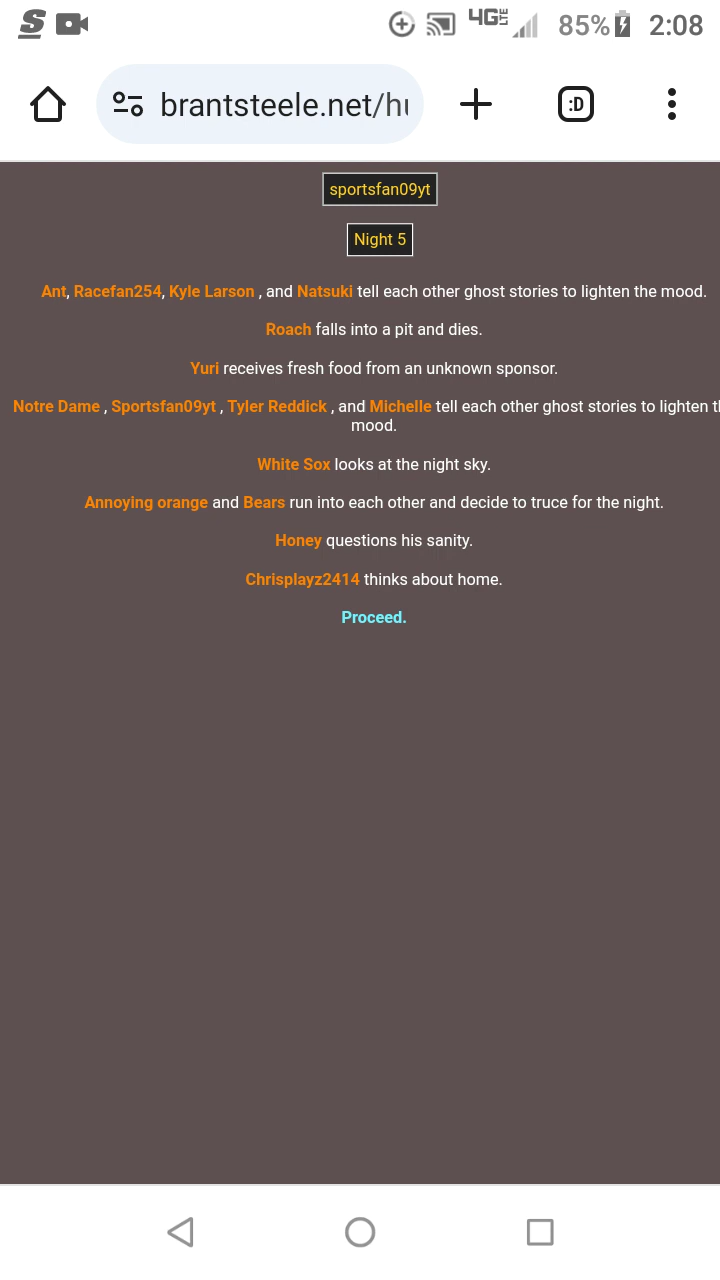 4G LTE 85% 2:08
brantsteele.net/hu
:D
sportsfan09yt
Night 5
Ant, Racefan254, Kyle Larson , and Natsuki tell each other ghost stories to lighten the mood.
Roach falls into a pit and dies.
Yuri receives fresh food from an unknown sponsor.
Notre Dame , Sportsfan09yt , Tyler Reddick , and Michelle tell each other ghost stories to lighten th
mood.
White Sox looks at the night sky.
Annoying orange and Bears run into each other and decide to truce for the night.
Honey questions his sanity.
Chrisplayz2414 thinks about home.
Proceed.